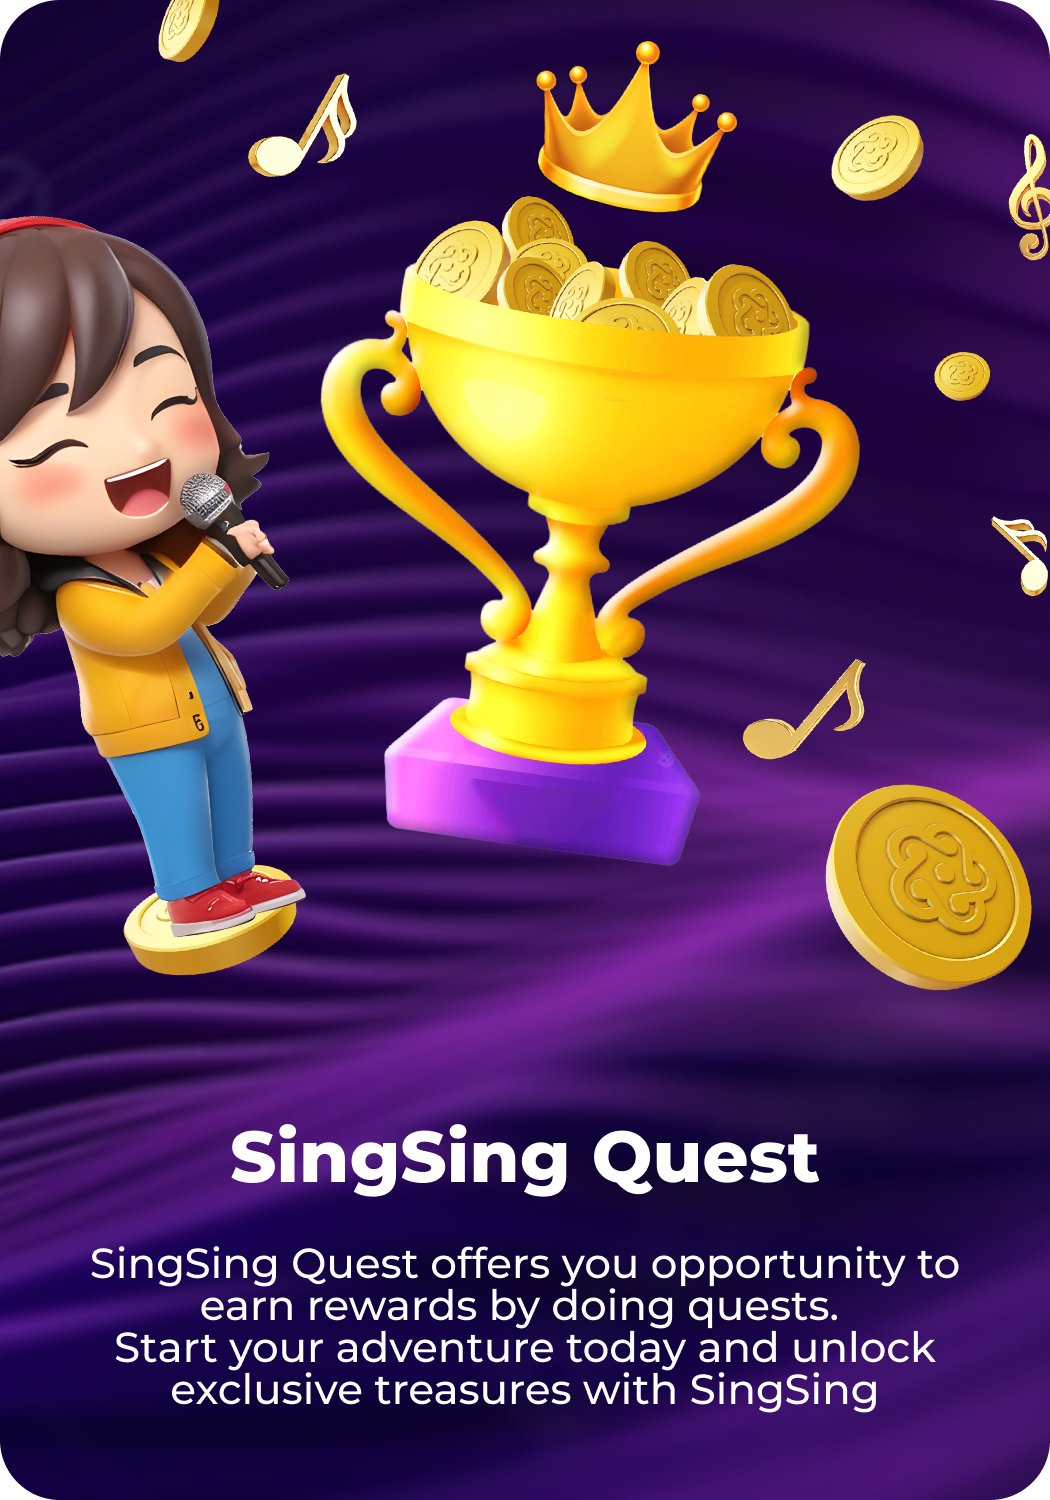 SingSing Quest
SingSing Quest offers you opportunity to
earn rewards by doing quests.
Start your adventure today and unlock
exclusive treasures with SingSing